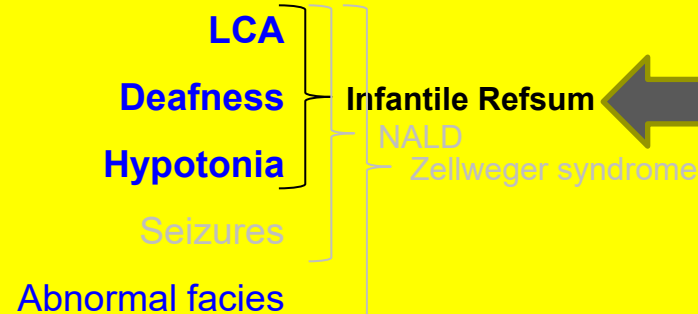 LCA
Deafness
Infantile Refsum
NALD
Hypotonia
Zellweger syndrome
Seizures
Abnormal facies